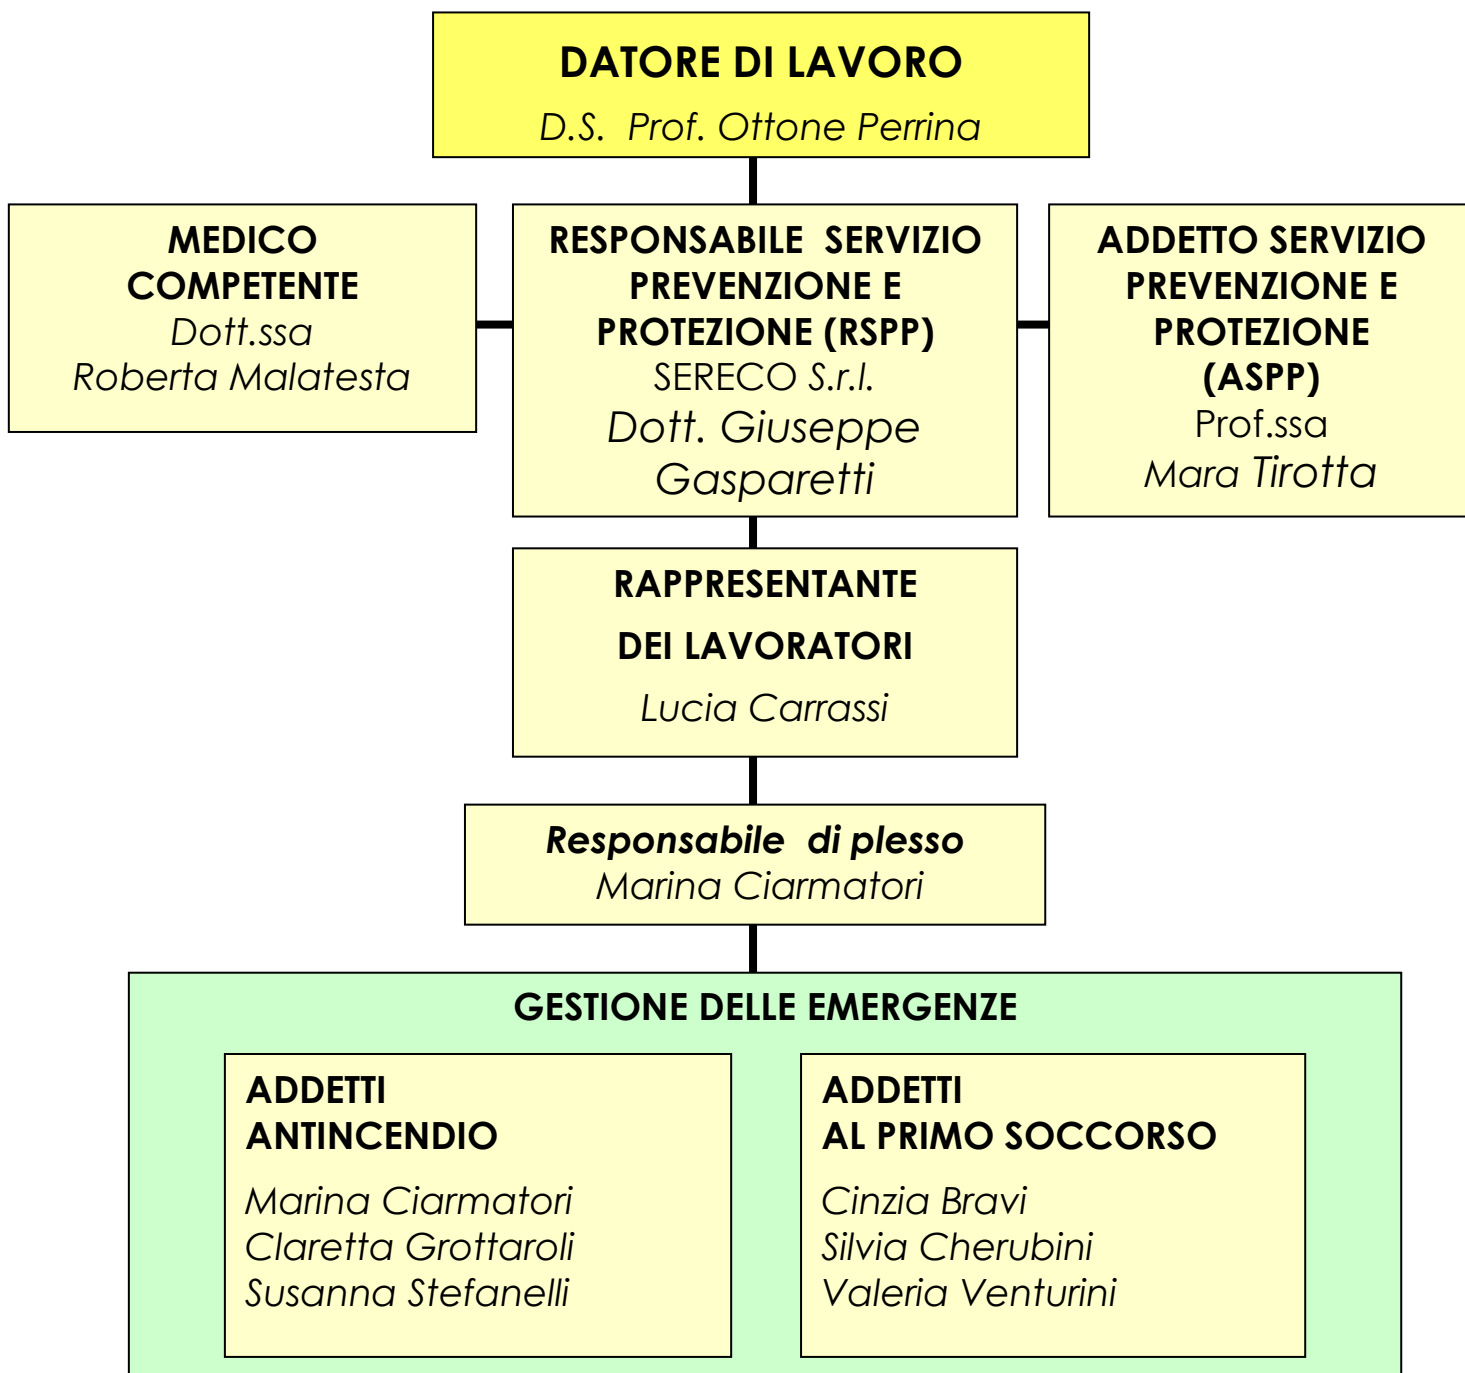 DATORE DI LAVORO
D.S. Prof. Ottone Perrina
MEDICO
COMPETENTE
Dott.ssa
Roberta Malatesta
RESPONSABILE SERVIZIO
PREVENZIONE E
PROTEZIONE (RSPP)
SERECO S.r.l.
Dott. Giuseppe
Gasparetti
ADDETTO SERVIZIO
PREVENZIONE E
PROTEZIONE
(ASPP)
Prof.ssa
Mara Tirotta
RAPPRESENTANTE
DEI LAVORATORI
Lucia Carrassi
Responsabile di plesso
Marina Ciarmatori
GESTIONE DELLE EMERGENZE
ADDETTI
ANTINCENDIO
Marina Ciarmatori
Claretta Grottaroli
Susanna Stefanelli
ADDETTI
AL PRIMO SOCCORSO
Cinzia Bravi
Silvia Cherubini
Valeria Venturini